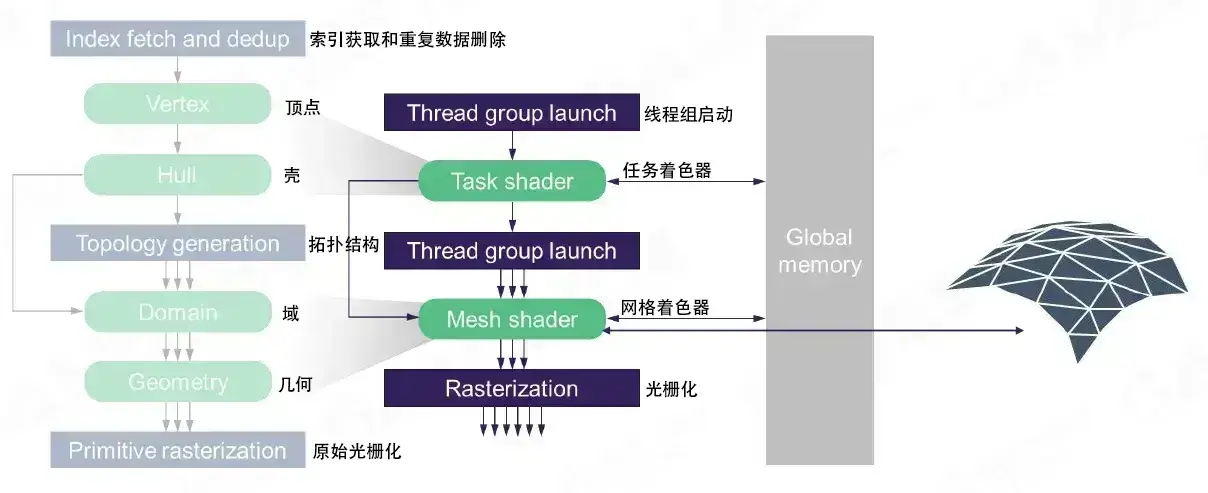 Index fetch and dedup 索引获取和重复数据删除
Vertex 顶点
Hull 壳
Topology generation 拓扑结构
Domain 域
Geometry 几何
Primitive rasterization 原始光栅化
Thread group launch 线程组启动
Task shader 任务着色器
Thread group launch
Mesh shader 网格着色器
Rasterization 光栅化
Global
memory